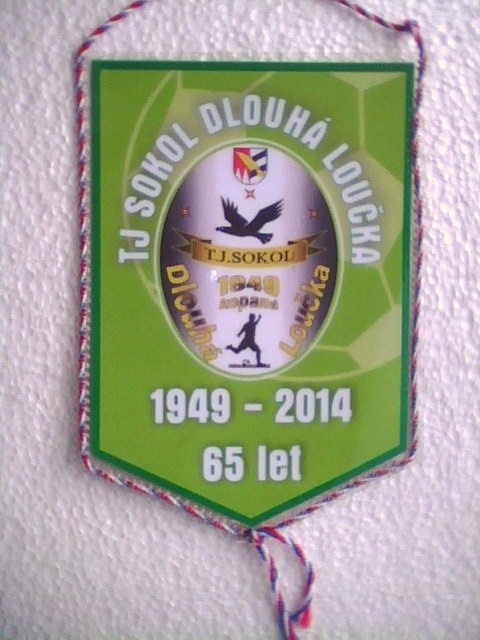 TJ SOKOL DLOUHÁ LOUČKA
T.J.SOKOL
1949
kopaná
Dlouhá Loučka
1949 - 2014
65 let